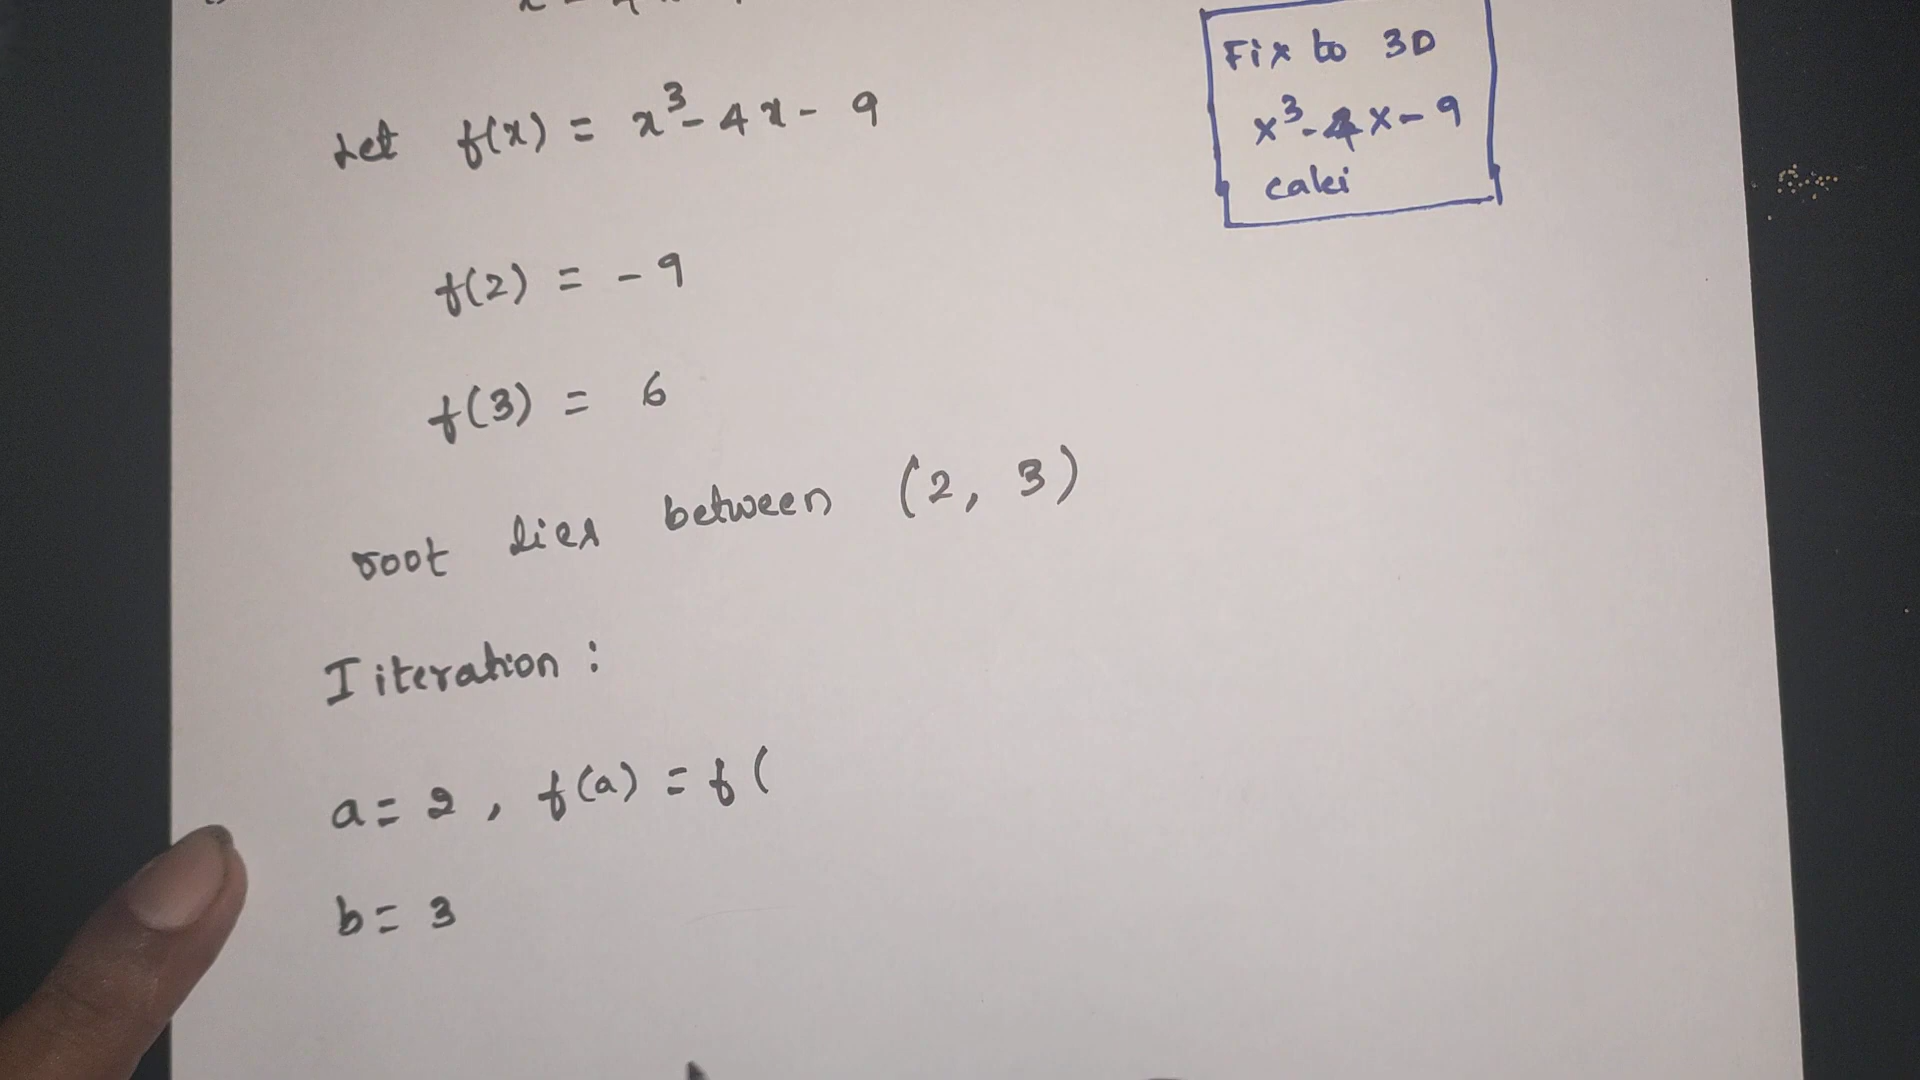 Let f(x) = x³ - 4x - 9
f(2) = - 9
f(3) = 6
root lies between (2, 3)
I iteration :
a = 2 , f(a) = f (
b = 3
Fix to 3D
x³ - 4x - 9
calci